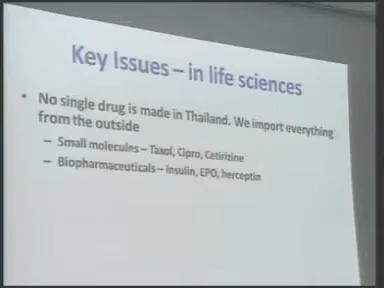 Key Issues – in life sciences
• No single drug is made in Thailand. We import everything
from the outside
– Small molecules – Taxol, Cipro, Cetirizine
– Biopharmaceuticals – Insulin, EPO, herceptin